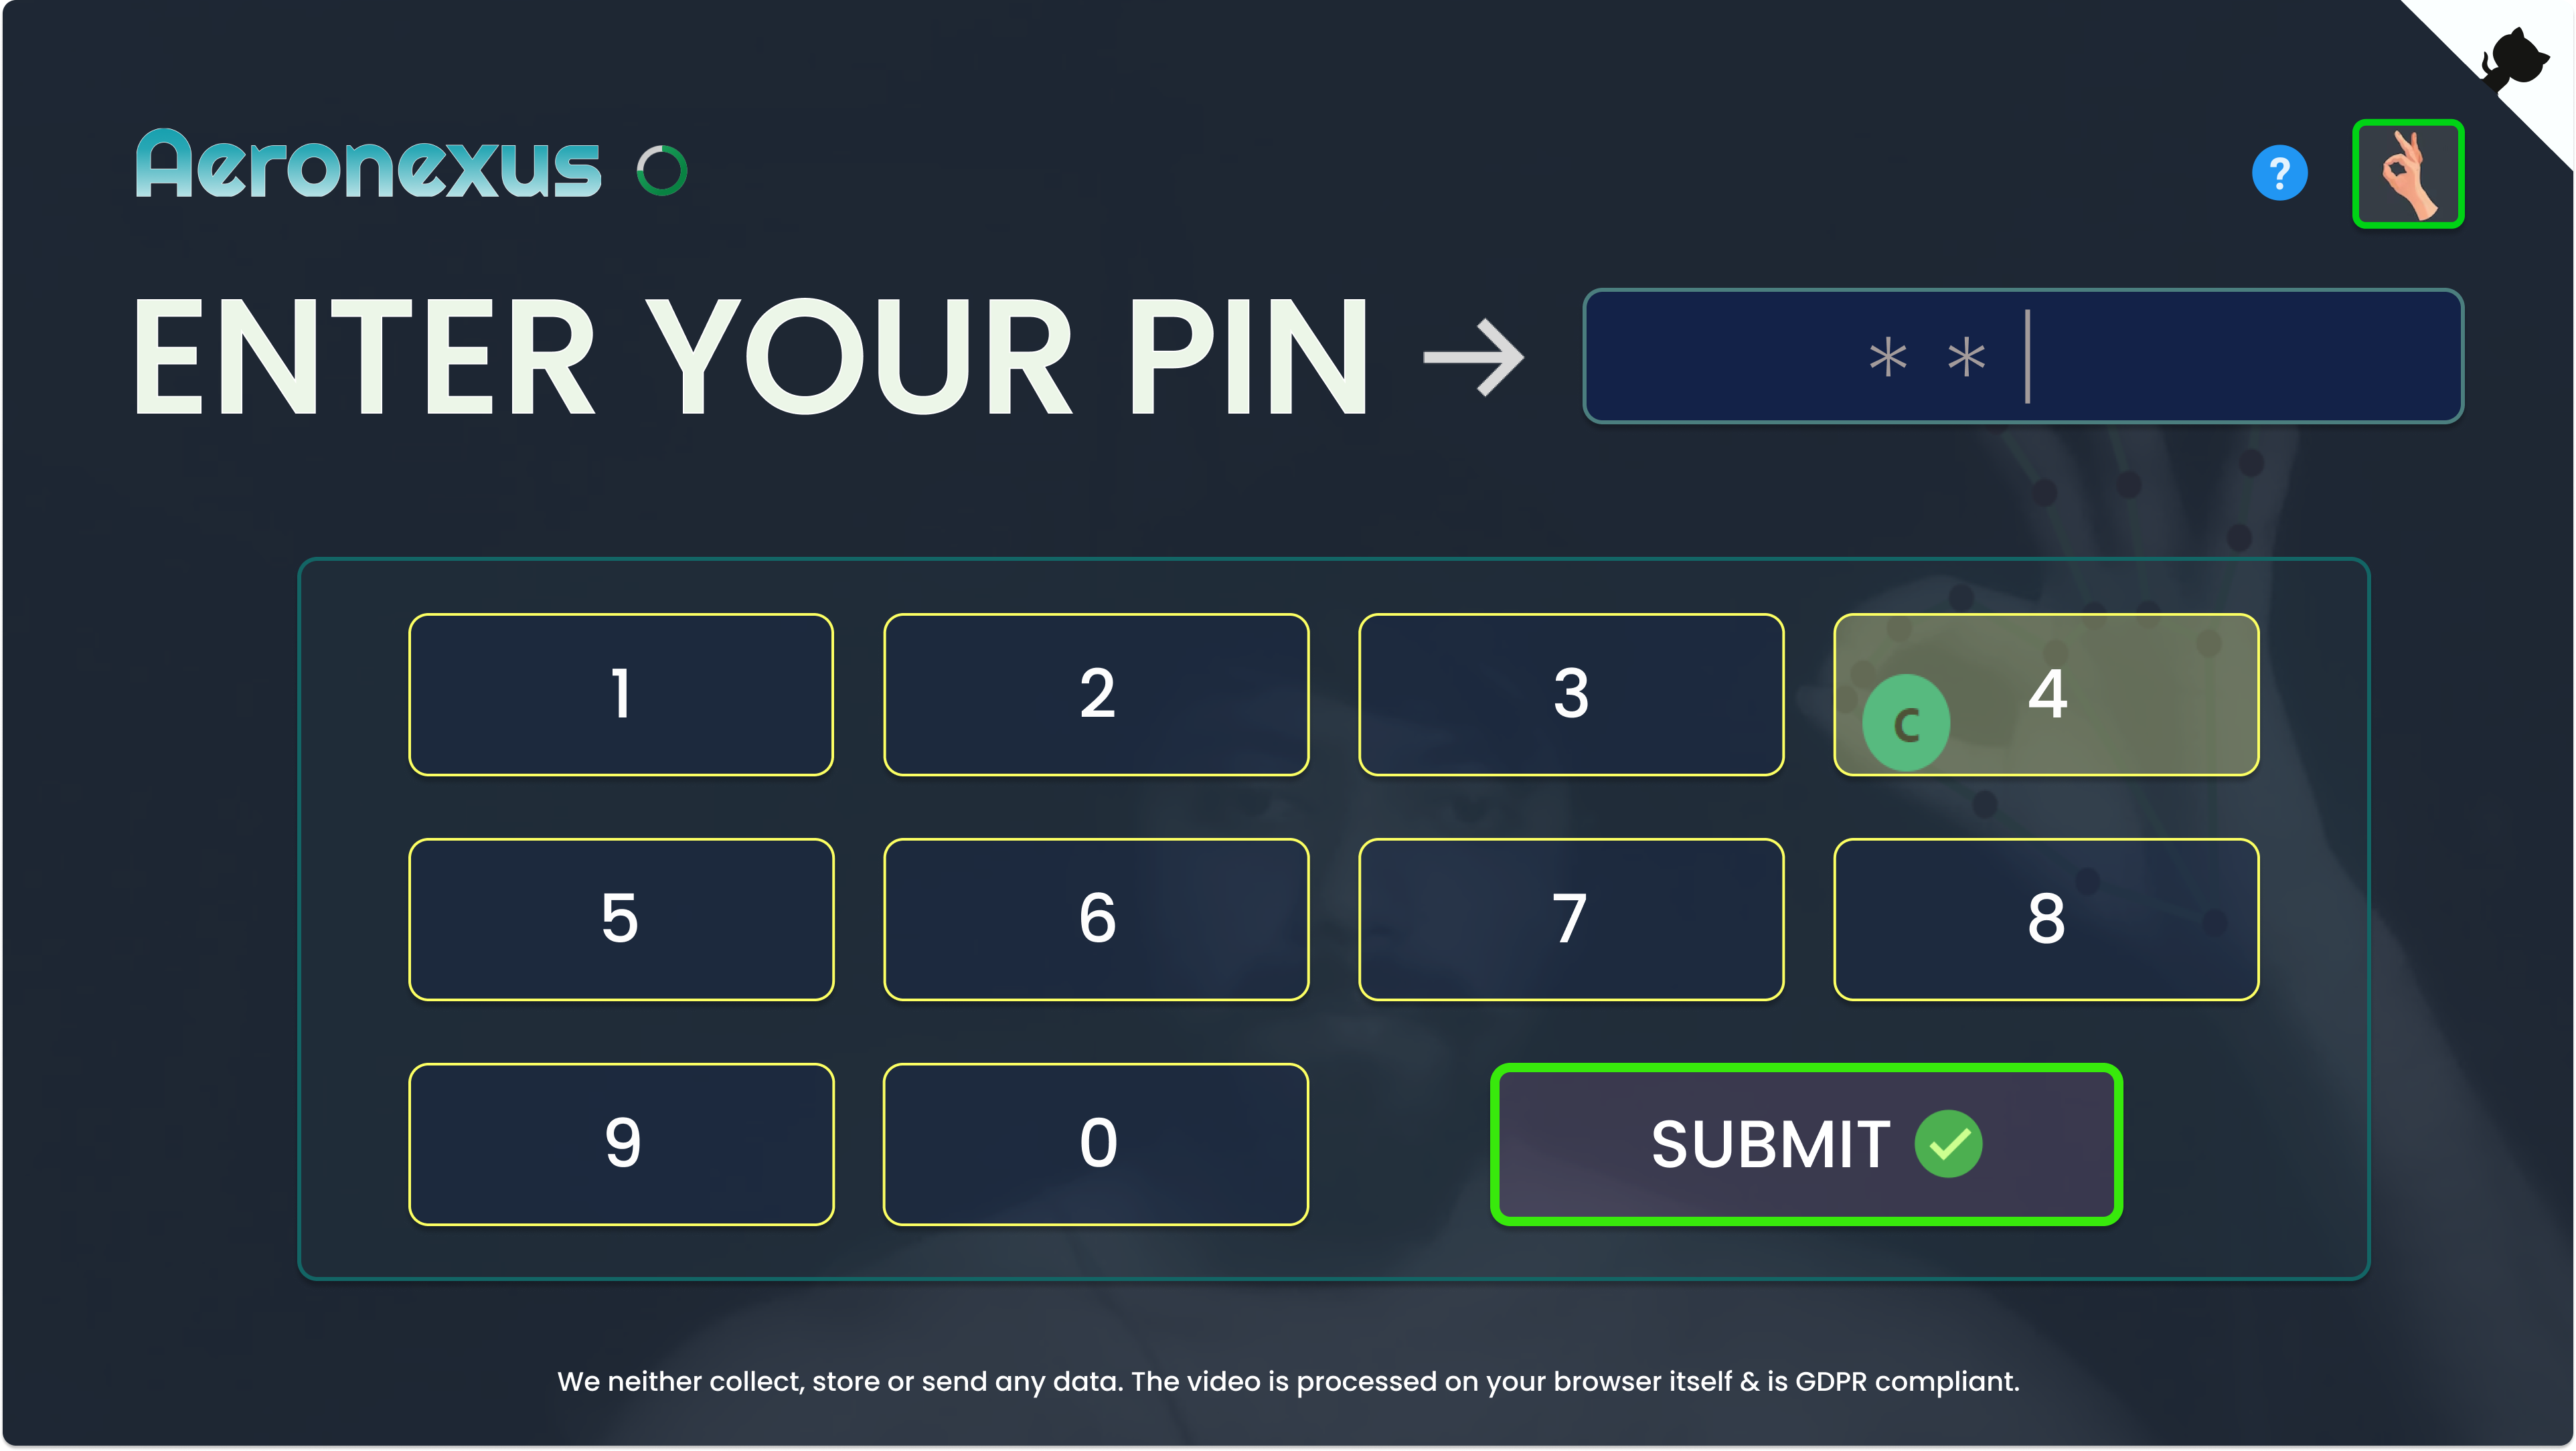 Aeronexus
?
ENTER YOUR PIN → * * |
1 2 3 4
C
5 6 7 8
9 0 SUBMIT
We neither collect, store or send any data. The video is processed on your browser itself & is GDPR compliant.